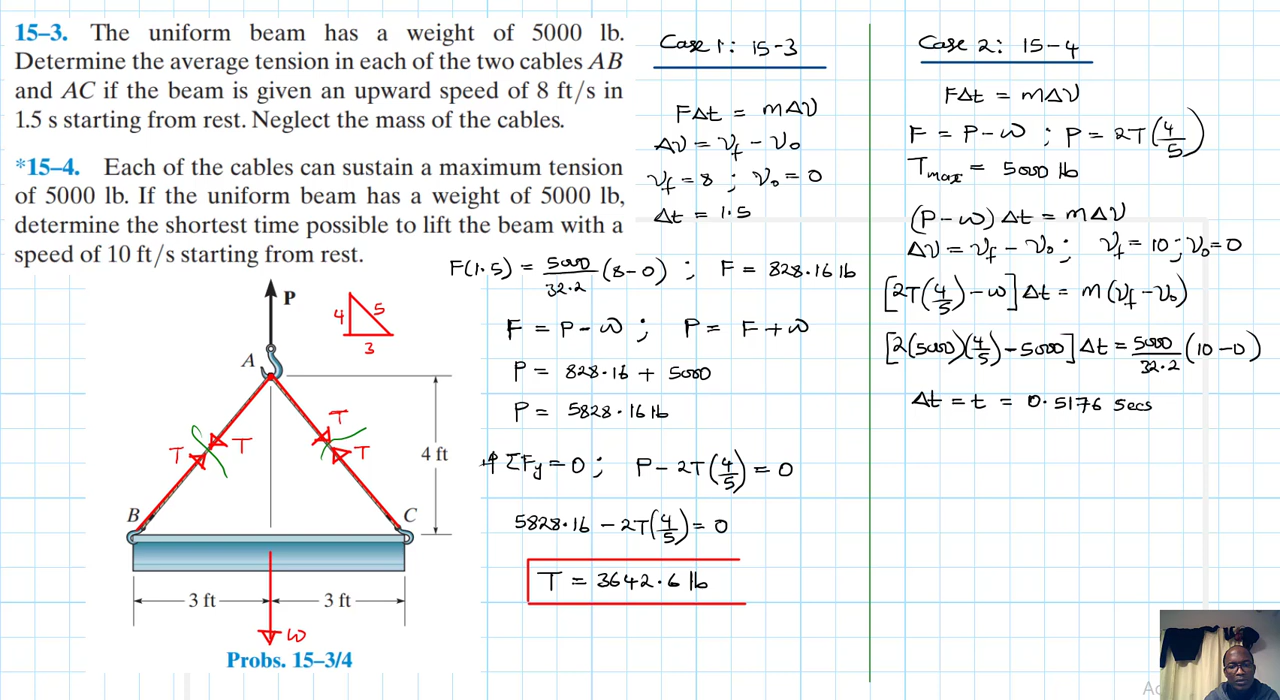 15–3. The uniform beam has a weight of 5000 lb.
Determine the average tension in each of the two cables AB
and AC if the beam is given an upward speed of 8 ft/s in
1.5 s starting from rest. Neglect the mass of the cables.
*15–4. Each of the cables can sustain a maximum tension
of 5000 lb. If the uniform beam has a weight of 5000 lb,
determine the shortest time possible to lift the beam with a
speed of 10 ft/s starting from rest.
P
4
5
3
A
T
T
T
T
4 ft
B
C
3 ft
3 ft
W
Probs. 15–3/4
Case 1: 15-3
FΔt = mΔV
ΔV = Vf - Vo
Vf = 8 ; Vo = 0
Δt = 1.5
F(1.5) = 5000/32.2 (8-0) ; F = 828.16 lb
F = P-W ; P = F+W
P = 828.16 + 5000
P = 5828.16 lb
+↑ ΣFy = 0 ; P - 2T(4/5) = 0
5828.16 - 2T(4/5) = 0
T = 3642.6 lb
Case 2: 15-4
FΔt = mΔV
F = P-W ; P = 2T(4/5)
Tmax = 5000 lb
(P-W)Δt = mΔV
ΔV = Vf - Vo ; Vf = 10 ; Vo = 0
[2T(4/5) - W]Δt = m(Vf - Vo)
[2(5000)(4/5) - 5000]Δt = 5000/32.2 (10-0)
Δt = t = 0.5176 secs